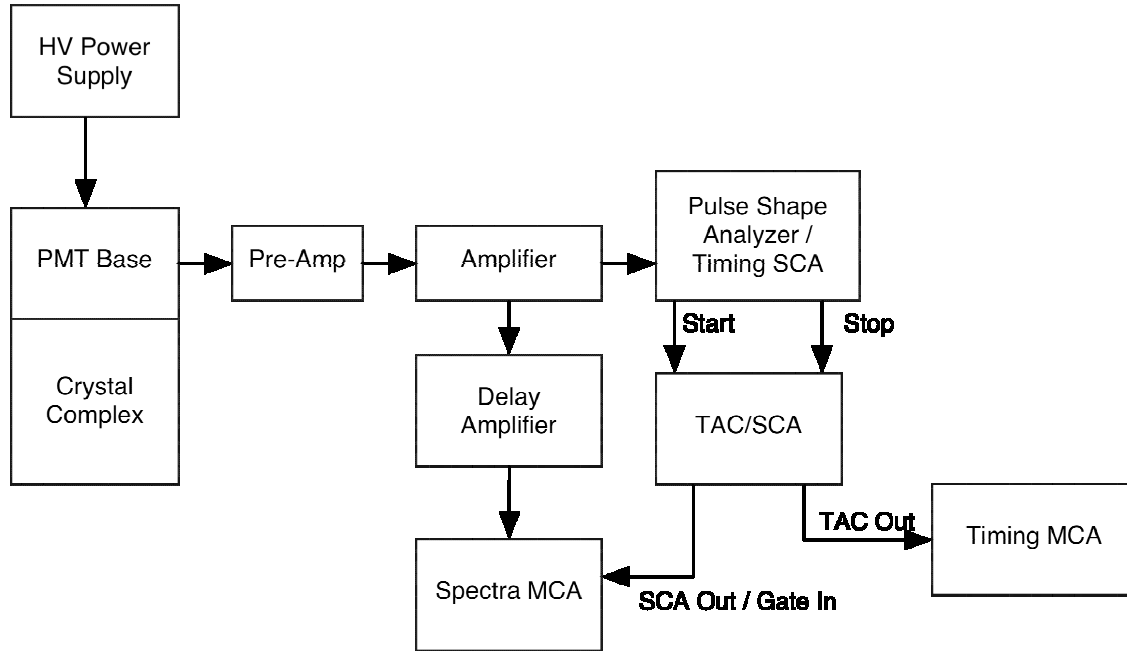 HV Power
Supply
PMT Base
Pre-Amp
Amplifier
Pulse Shape
Analyzer /
Timing SCA
Start
Stop
Crystal
Complex
Delay
Amplifier
TAC/SCA
TAC Out
Timing MCA
Spectra MCA
SCA Out / Gate In